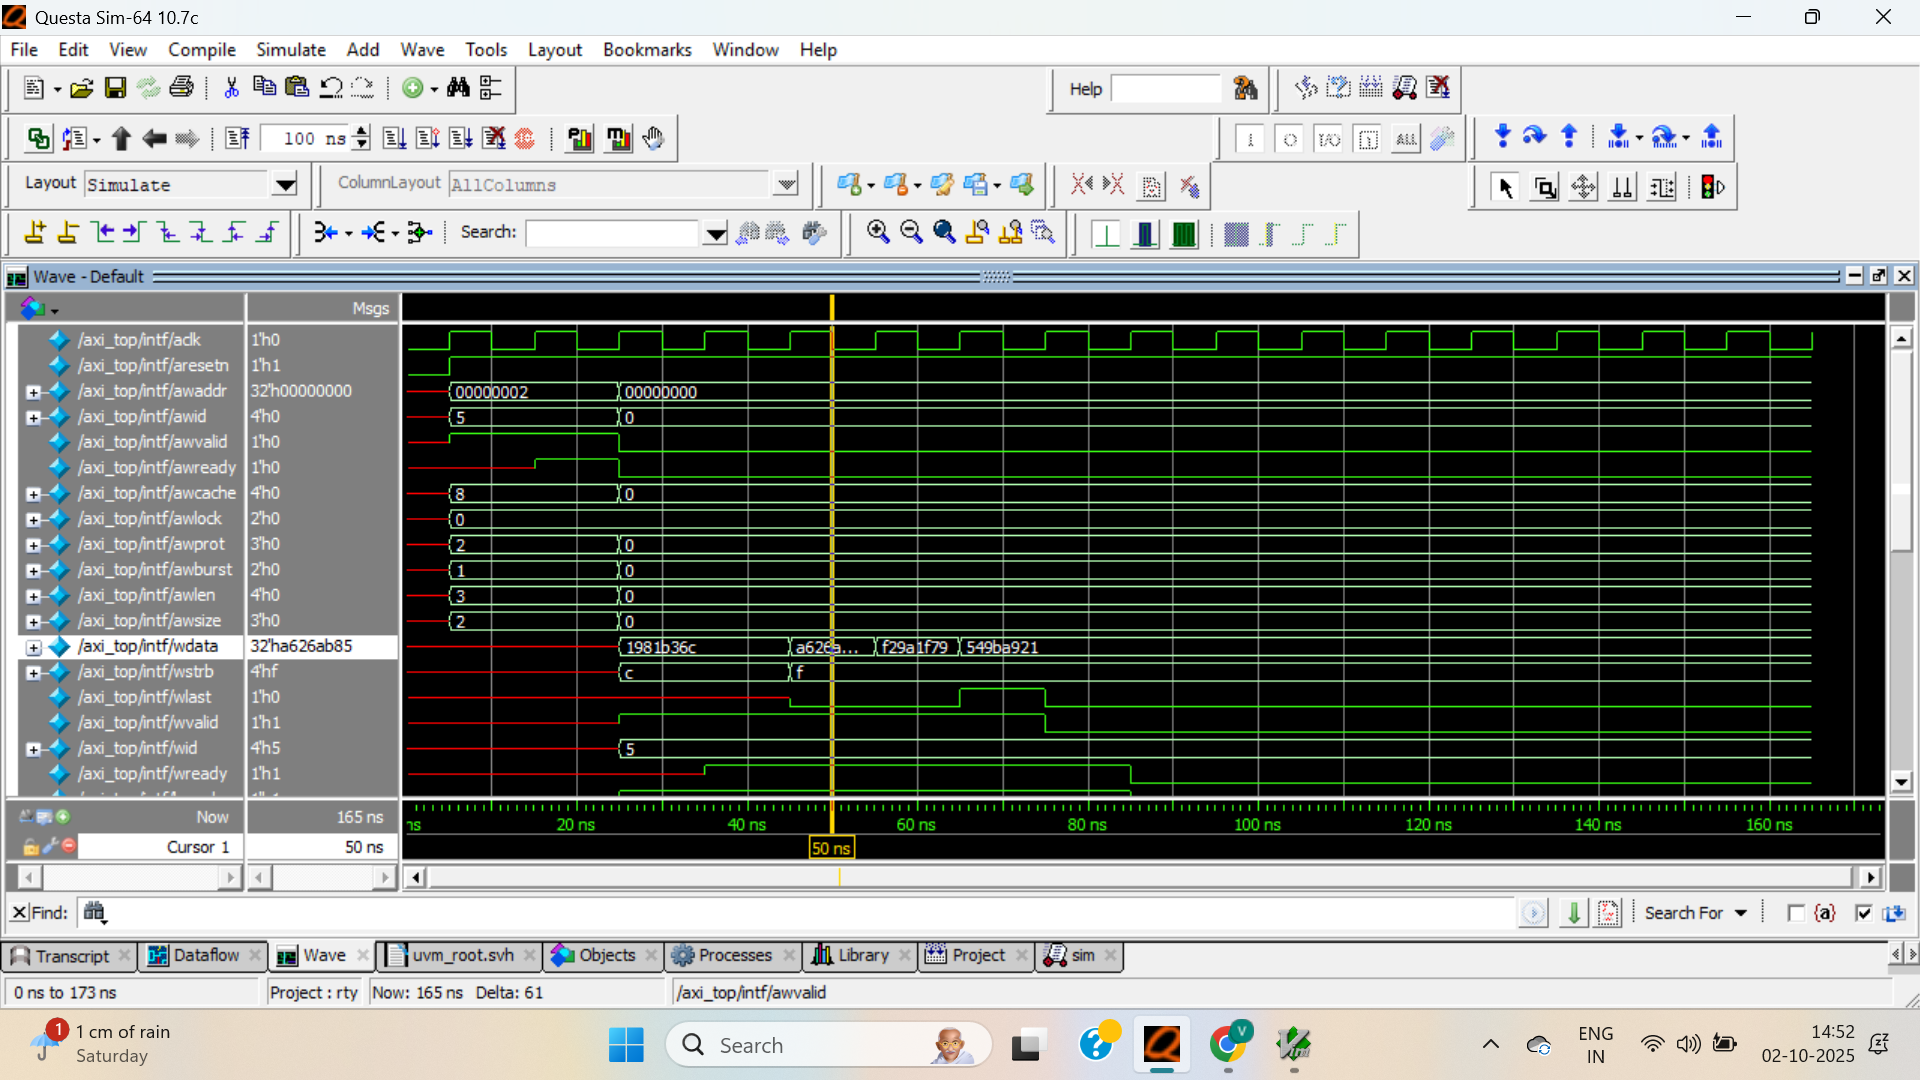 Questa Sim-64 10.7c
File Edit View Compile Simulate Add Wave Tools Layout Bookmarks Window Help
Help
100 ns
ALL
Layout Simulate ColumnLayout AllColumns
Search:
Wave - Default
Msgs
/axi_top/intf/aclk 1'h0
/axi_top/intf/aresetn 1'h1
/axi_top/intf/awaddr 32'h00000000 00000002 00000000
/axi_top/intf/awid 4'h0 5 0
/axi_top/intf/awvalid 1'h0
/axi_top/intf/awready 1'h0
/axi_top/intf/awcache 4'h0 8 0
/axi_top/intf/awlock 2'h0 0
/axi_top/intf/awprot 3'h0 2 0
/axi_top/intf/awburst 2'h0 1 0
/axi_top/intf/awlen 4'h0 3 0
/axi_top/intf/awsize 3'h0 2 0
/axi_top/intf/wdata 32'ha626ab85 1981b36c a626a... f29a1f79 549ba921
/axi_top/intf/wstrb 4'hf c f
/axi_top/intf/wlast 1'h0
/axi_top/intf/wvalid 1'h1
/axi_top/intf/wid 4'h5 5
/axi_top/intf/wready 1'h1
Now 165 ns ns 20 ns 40 ns 60 ns 80 ns 100 ns 120 ns 140 ns 160 ns
Cursor 1 50 ns 50 ns
Find: Search For {a}
Transcript Dataflow Wave uvm_root.svh Objects Processes Library Project sim
0 ns to 173 ns Project : rty Now: 165 ns Delta: 61 /axi_top/intf/awvalid
1
1 cm of rain
Saturday
Search
V
ENG
IN
14:52
02-10-2025